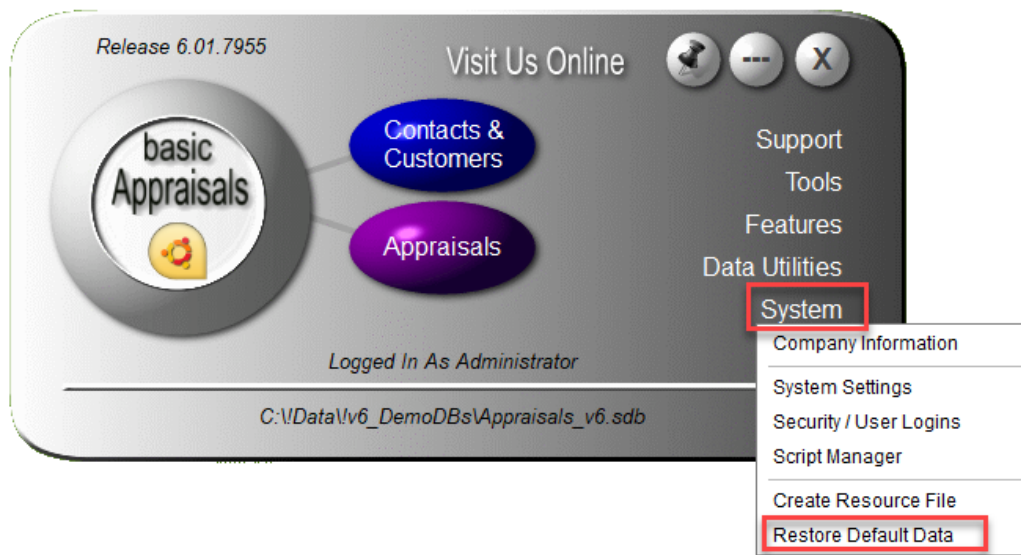 Release 6.01.7955
Visit Us Online
---
X
basic
Appraisals
Contacts &
Customers
Appraisals
Support
Tools
Features
Data Utilities
System
Company Information
System Settings
Security / User Logins
Script Manager
Create Resource File
Restore Default Data
Logged In As Administrator
C:\!Data\!v6_DemoDBs\Appraisals_v6.sdb